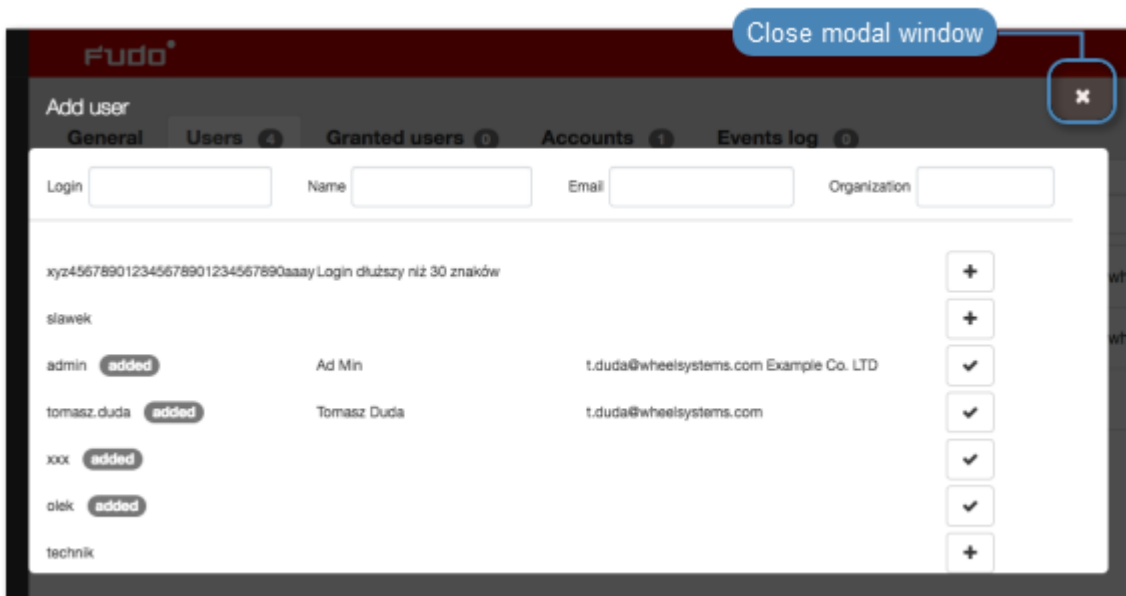 Close modal window
Fudo
Add user
General Users 4 Granted users 0 Accounts 1 Events log 0
Login Name Email Organization
xyz45678901234567890123456789​0aaay Login dłuższy niż 30 znaków
slawek
admin added Ad Min t.duda@wheelsystems.com Example Co. LTD
tomasz.duda added Tomasz Duda t.duda@wheelsystems.com
xxx added
olek added
technik